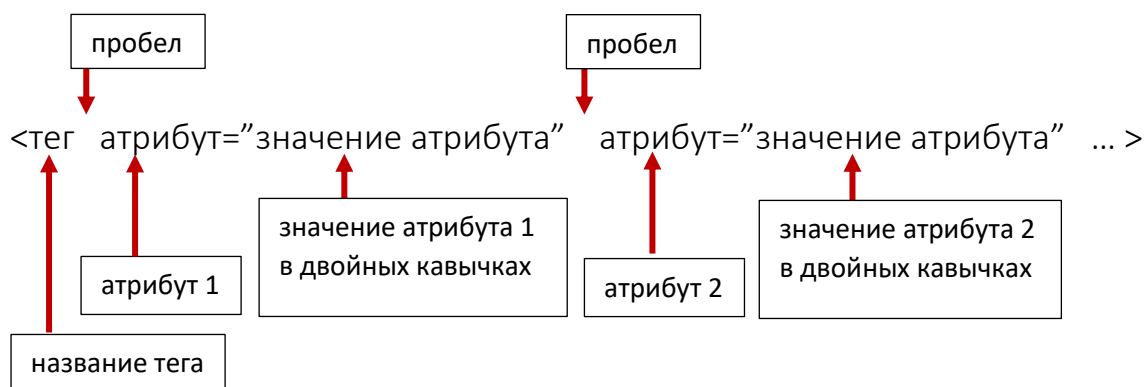 пробел
пробел
<тег атрибут=”значение атрибута” атрибут=”значение атрибута” ... >
значение атрибута 1
в двойных кавычках
значение атрибута 2
в двойных кавычках
атрибут 1
атрибут 2
название тега